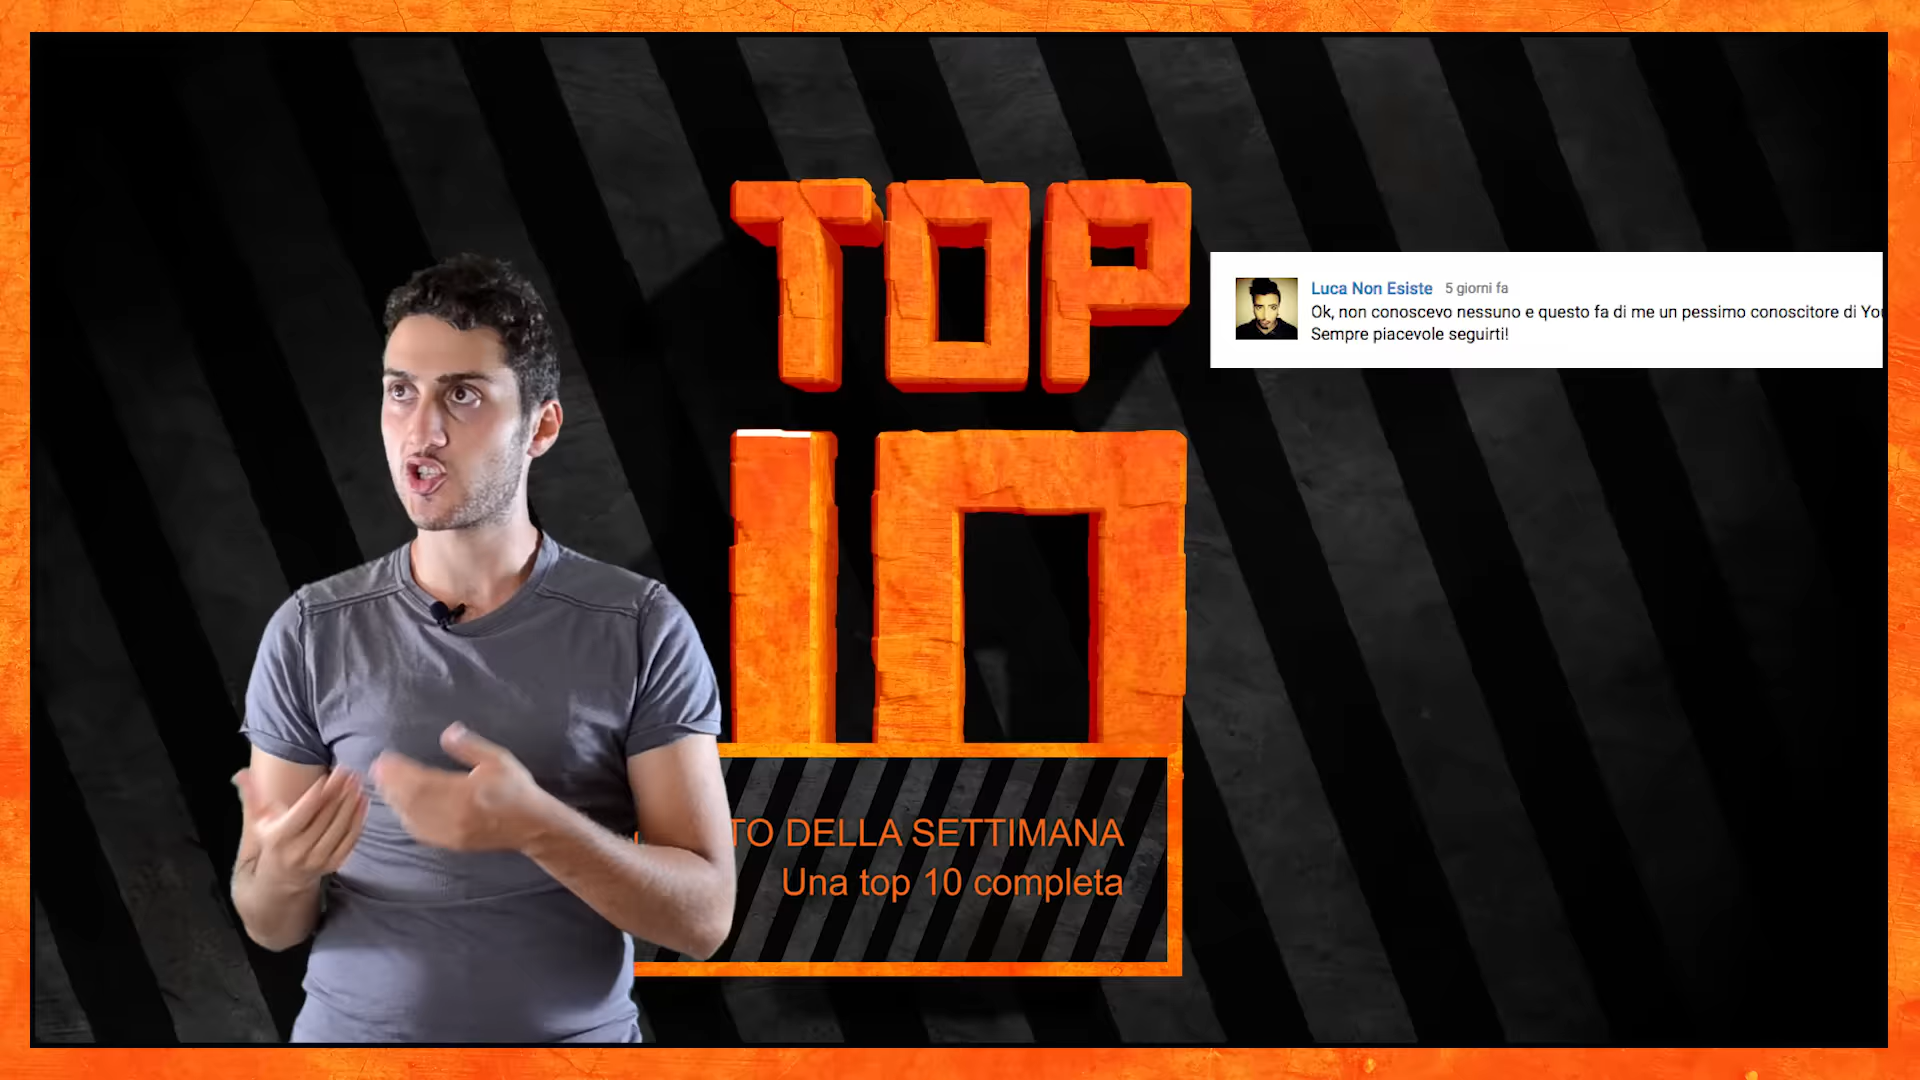 TOP
10
Luca Non Esiste 5 giorni fa
Ok, non conoscevo nessuno e questo fa di me un pessimo conoscitore di
Sempre piacevole seguirti!
DELLA SETTIMANA
Una top 10 completa